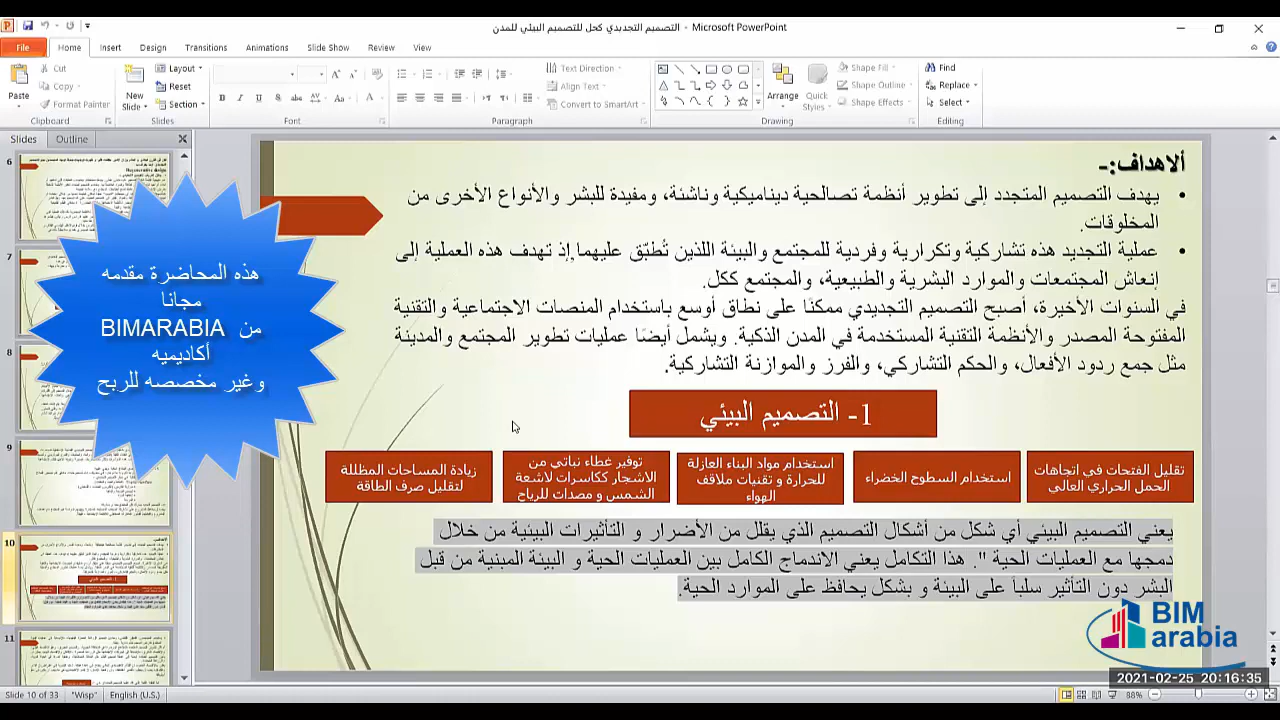 التصميم التجديدي كحل للتصميم البيئي للمدن - Microsoft PowerPoint
File Home Insert Design Transitions Animations Slide Show Review View
Paste
Cut
Copy
Format Painter
Clipboard
New Slide
Layout
Reset
Section
Slides
Font
Text Direction
Align Text
Convert to SmartArt
Paragraph
Arrange
Quick Styles
Shape Fill
Shape Outline
Shape Effects
Drawing
Find
Replace
Select
Editing
Slides Outline
6
7
8
9
10
11
هذه المحاضرة مقدمه
مجانا
من BIMARABIA
أكاديميه
وغير مخصصه للربح
ألاهداف:-
يهدف التصميم المتجدد إلى تطوير أنظمة تصالحية ديناميكية وناشئة، ومفيدة للبشر والأنواع الأخرى من
المخلوقات.
عملية التجديد هذه تشاركية وتكرارية وفردية للمجتمع والبيئة اللذين تُطبّق عليهما,إذ تهدف هذه العملية إلى
إنعاش المجتمعات والموارد البشرية والطبيعية، والمجتمع ككل.
في السنوات الأخيرة، أصبح التصميم التجديدي ممكنًا على نطاق أوسع باستخدام المنصات الاجتماعية والتقنية
المفتوحة المصدر والأنظمة التقنية المستخدمة في المدن الذكية. ويشمل أيضًا عمليات تطوير المجتمع والمدينة
مثل جمع ردود الأفعال، والحكم التشاركي، والفرز والموازنة التشاركية.
1- التصميم البيئي
تقليل الفتحات في اتجاهات
الحمل الحراري العالي
استخدام السطوح الخضراء
استخدام مواد البناء العازلة
للحرارة و تقنيات ملاقف
الهواء
توفير غطاء نباتي من
الاشجار ككاسرات لاشعة
الشمس و مصدات للرياح
زيادة المساحات المظللة
لتقليل صرف الطاقة
يعني التصميم البيئي أي شكل من أشكال التصميم الذي يقلل من الأضرار و التأثيرات البيئية من خلال
دمجها مع العمليات الحية ". هذا التكامل يعني الاندماج الكامل بين العمليات الحية و البيئة المبنية من قبل
البشر دون التأثير سلبًا على البيئة و بشكل يحافظ على الموارد الحية.
BIM
arabia
2021-02-25 20:16:35
Slide 10 of 33 "Wisp" English (U.S.) 88%